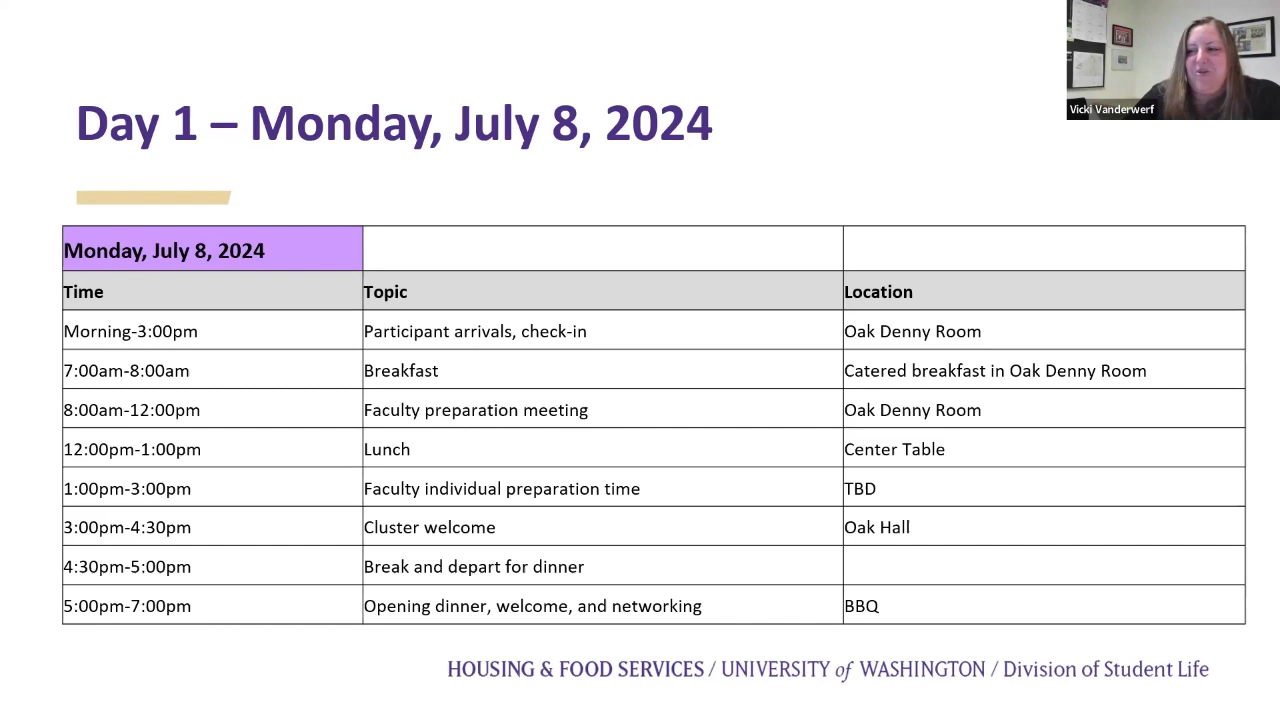 Vicki Vanderwerf
Day 1 – Monday, July 8, 2024
Monday, July 8, 2024
Time Topic Location
Morning-3:00pm Participant arrivals, check-in Oak Denny Room
7:00am-8:00am Breakfast Catered breakfast in Oak Denny Room
8:00am-12:00pm Faculty preparation meeting Oak Denny Room
12:00pm-1:00pm Lunch Center Table
1:00pm-3:00pm Faculty individual preparation time TBD
3:00pm-4:30pm Cluster welcome Oak Hall
4:30pm-5:00pm Break and depart for dinner
5:00pm-7:00pm Opening dinner, welcome, and networking BBQ
HOUSING & FOOD SERVICES / UNIVERSITY of WASHINGTON / Division of Student Life